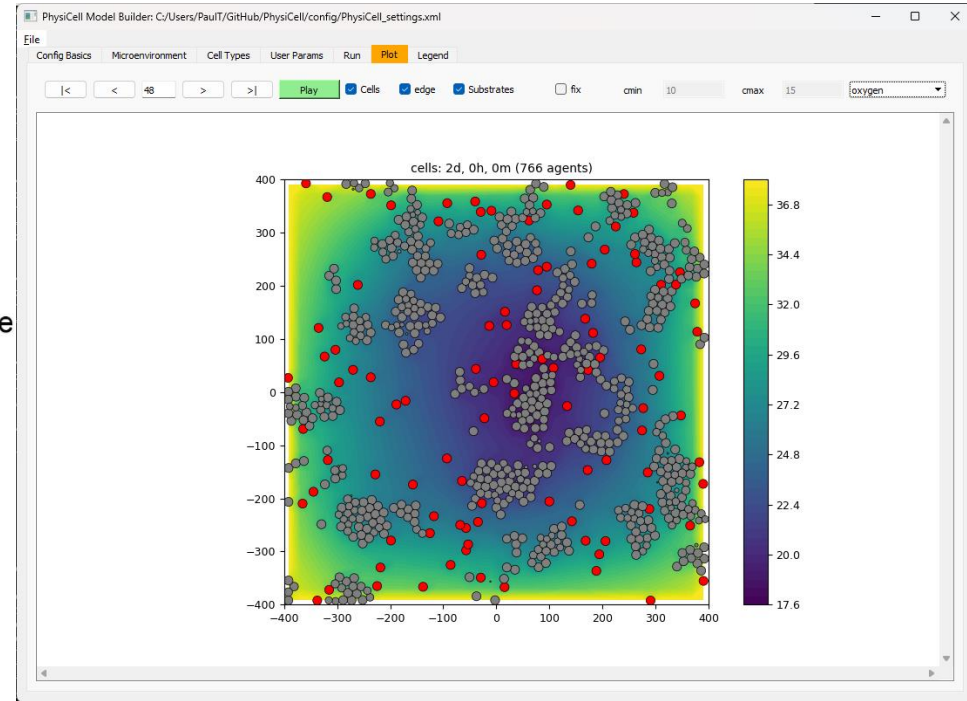 PhysiCell Model Builder: C:/Users/PaulT/GitHub/PhysiCell/config/PhysiCell_settings.xml
File
Config Basics Microenvironment Cell Types User Params Run Plot Legend
|< < 48 > >| Play Cells edge Substrates fix cmin 10 cmax 15 oxygen
cells: 2d, 0h, 0m (766 agents)
400
300
200
100
0
−100
−200
−300
−400
−400 −300 −200 −100 0 100 200 300 400
36.8
34.4
32.0
29.6
27.2
24.8
22.4
20.0
17.6
e